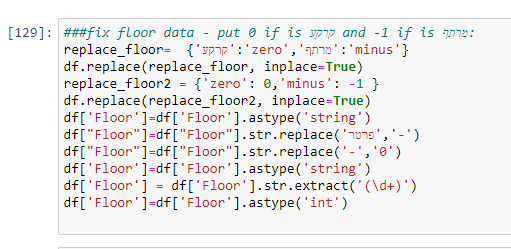 [129]: ###fix floor data - put 0 if is קרקע and -1 if is מרתף:
replace_floor= {'קרקע':'zero','מרתף':'minus'}
df.replace(replace_floor, inplace=True)
replace_floor2 = {'zero': 0,'minus': -1 }
df.replace(replace_floor2, inplace=True)
df['Floor']=df['Floor'].astype('string')
df["Floor"]=df["Floor"].str.replace('פרטר','-')
df["Floor"]=df["Floor"].str.replace('-','0')
df['Floor']=df['Floor'].astype('string')
df['Floor'] = df['Floor'].str.extract('(\d+)')
df['Floor']=df['Floor'].astype('int')